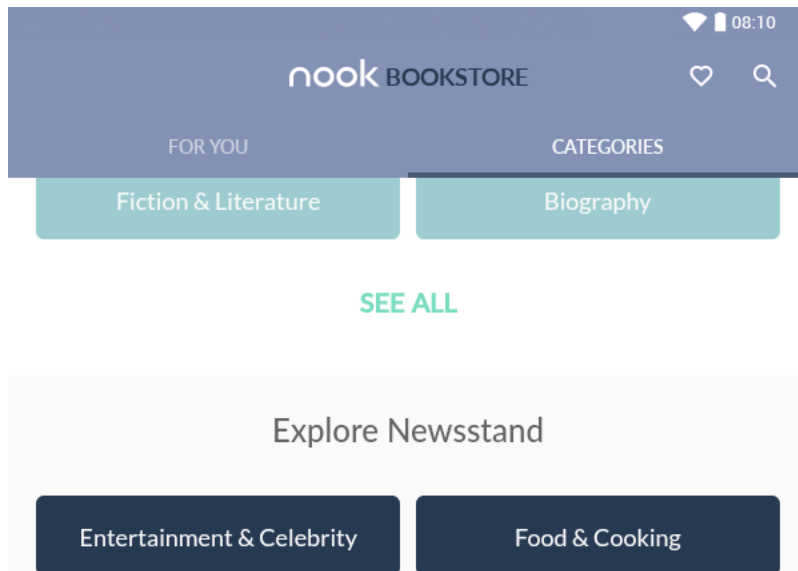 08:10
nook BOOKSTORE
FOR YOU CATEGORIES
Fiction & Literature Biography
SEE ALL
Explore Newsstand
Entertainment & Celebrity Food & Cooking